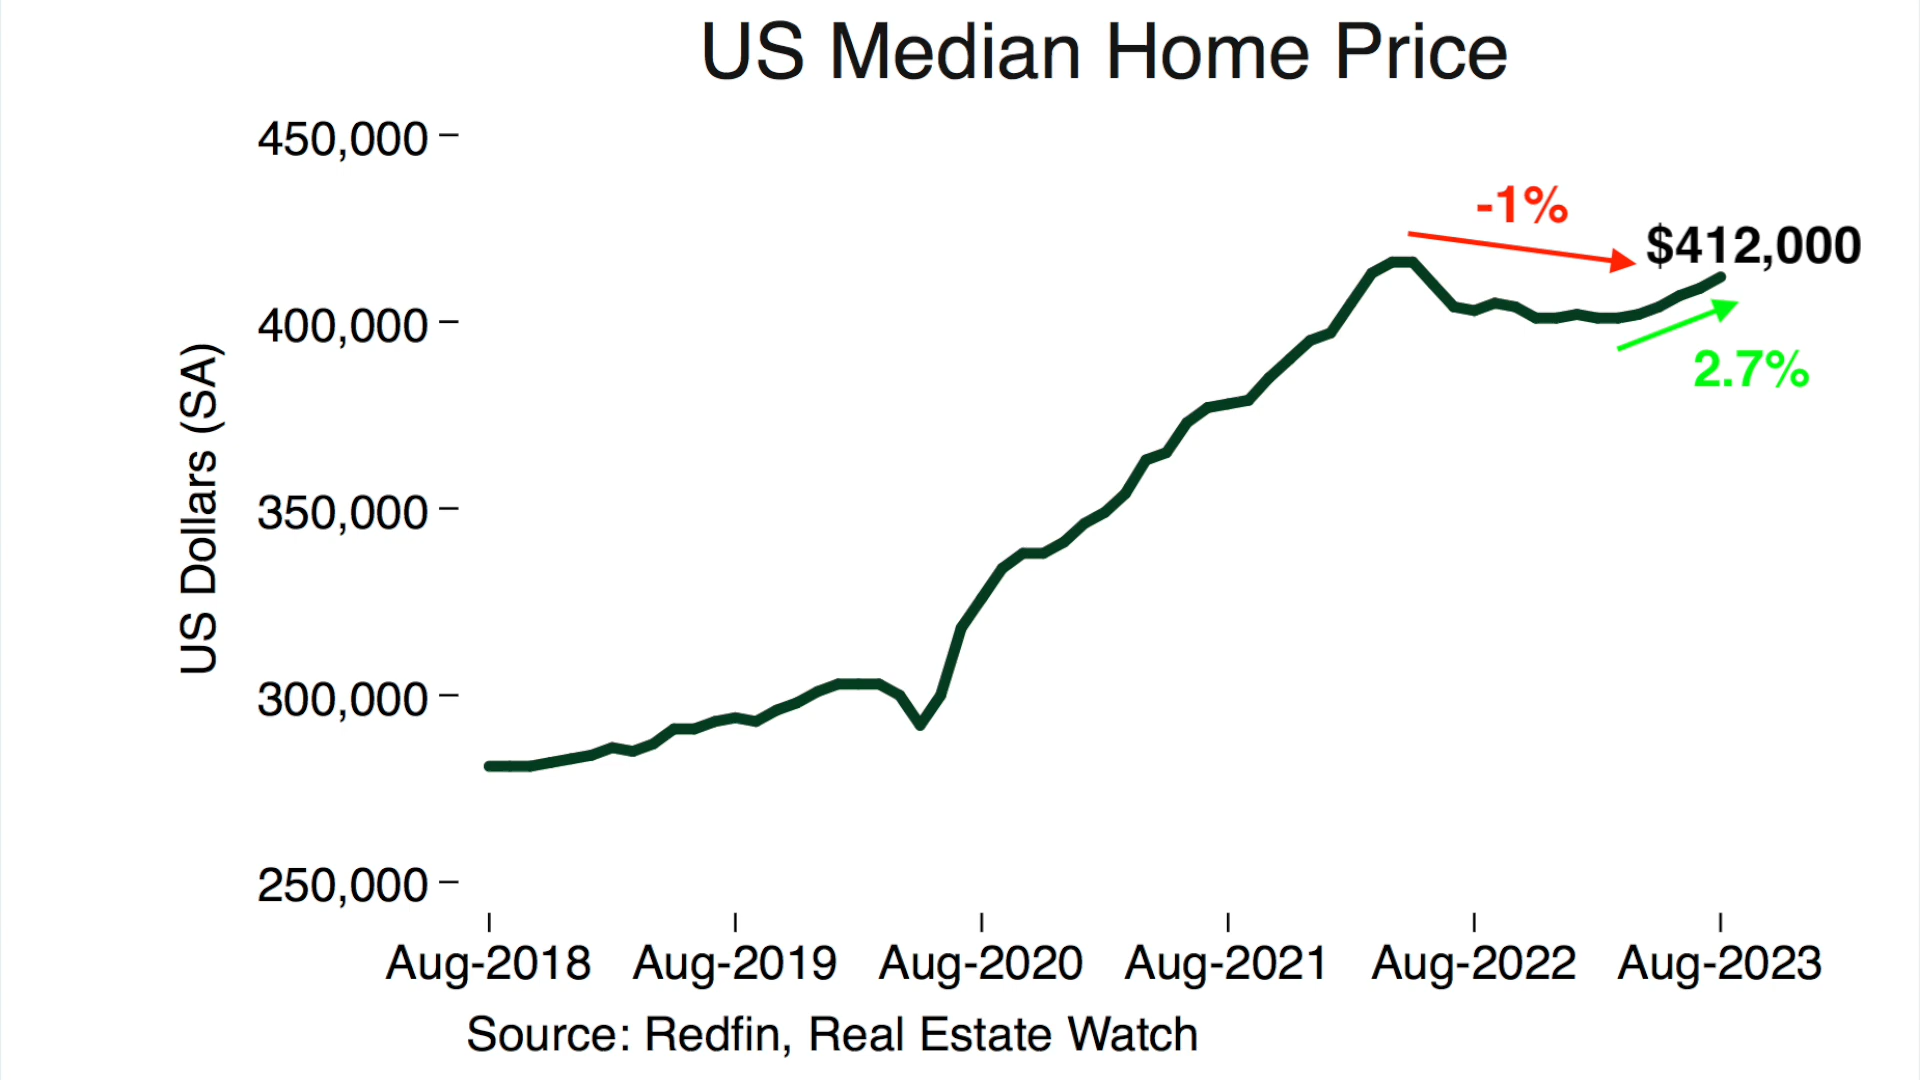 US Median Home Price
450,000
400,000
350,000
300,000
250,000
US Dollars (SA)
-1%
$412,000
2.7%
Aug-2018 Aug-2019 Aug-2020 Aug-2021 Aug-2022 Aug-2023
Source: Redfin, Real Estate Watch